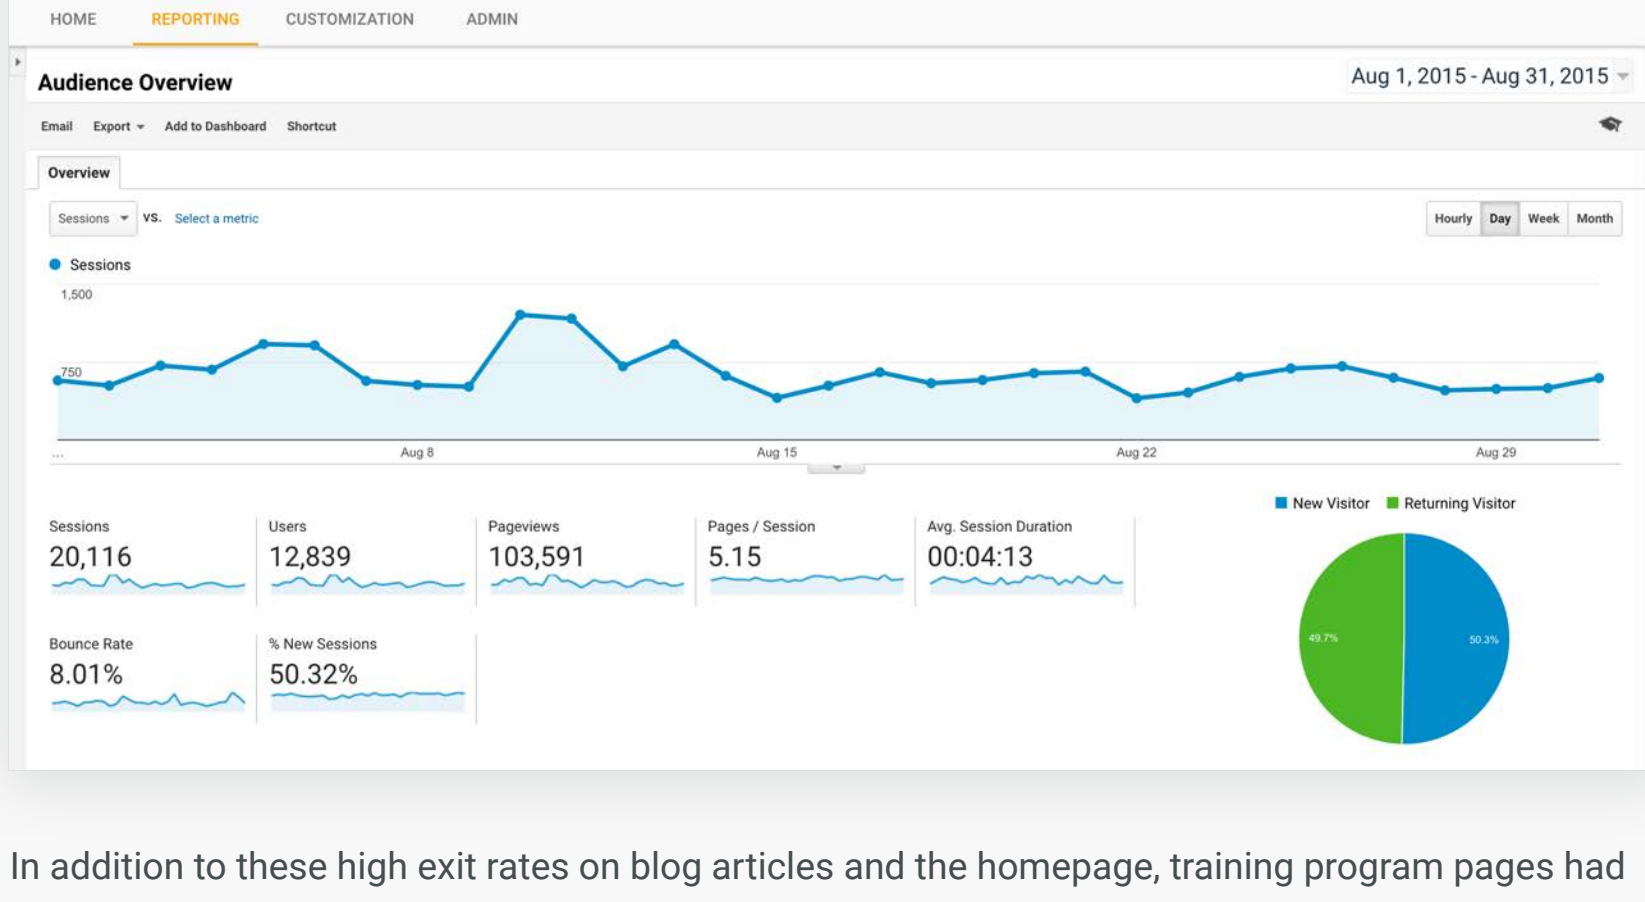 HOME REPORTING CUSTOMIZATION ADMIN
Audience Overview
Aug 1, 2015 - Aug 31, 2015
Email Export Add to Dashboard Shortcut
Overview
Sessions VS. Select a metric
Hourly Day Week Month
Sessions
1,500
750
... Aug 8 Aug 15 Aug 22 Aug 29
New Visitor Returning Visitor
Sessions Users Pageviews Pages / Session Avg. Session Duration
20,116 12,839 103,591 5.15 00:04:13
49.7% 50.3%
Bounce Rate % New Sessions
8.01% 50.32%
In addition to these high exit rates on blog articles and the homepage, training program pages had